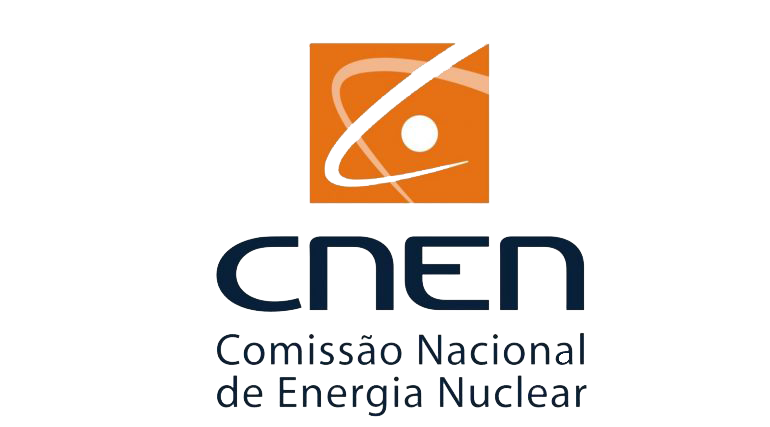 CNEN
Comissão Nacional
de Energia Nuclear